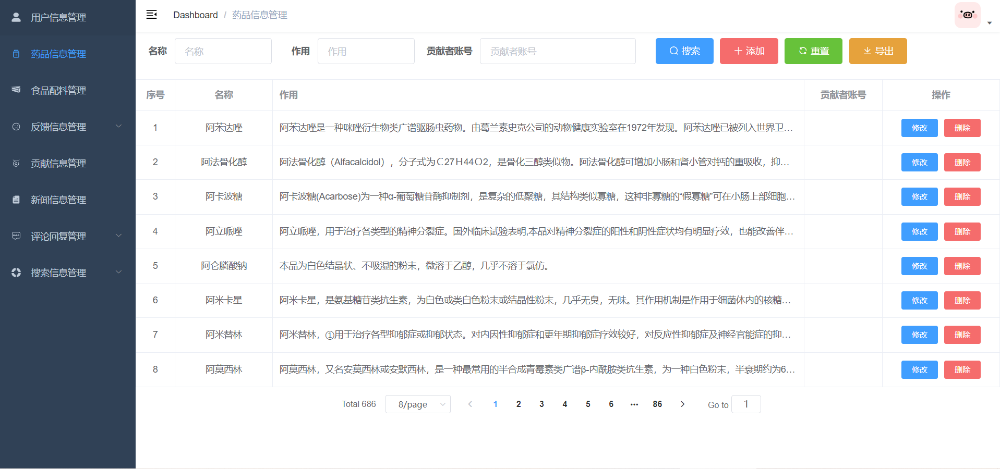 用户信息管理
药品信息管理
食品配料管理
反馈信息管理
贡献信息管理
新闻信息管理
评论回复管理
搜索信息管理
Dashboard / 药品信息管理
名称 名称 作用 作用 贡献者账号 贡献者账号 搜索 添加 重置 导出
序号 名称 作用 贡献者账号 操作
1 阿苯达唑 阿苯达唑是一种咪唑衍生物类广谱驱肠虫药物。由葛兰素史克公司的动物健康实验室在1972年发现。阿苯达唑已被列入世界卫… 修改 删除
2 阿法骨化醇 阿法骨化醇（Alfacalcidol），分子式为Ｃ27Ｈ44Ｏ2，是骨化三醇类似物。阿法骨化醇可增加小肠和肾小管对钙的重吸收，抑… 修改 删除
3 阿卡波糖 阿卡波糖(Acarbose)为一种α-葡萄糖苷酶抑制剂，是复杂的低聚糖，其结构类似寡糖，这种非寡糖的“假寡糖”可在小肠上部细胞… 修改 删除
4 阿立哌唑 阿立哌唑，用于治疗各类型的精神分裂症。国外临床试验表明,本品对精神分裂症的阳性和阴性症状均有明显疗效，也能改善伴… 修改 删除
5 阿仑膦酸钠 本品为白色结晶状、不吸湿的粉末，微溶于乙醇，几乎不溶于氯仿。 修改 删除
6 阿米卡星 阿米卡星，是氨基糖苷类抗生素，为白色或类白色粉末或结晶性粉末，几乎无臭，无味。其作用机制是作用于细菌体内的核糖… 修改 删除
7 阿米替林 阿米替林，①用于治疗各型抑郁症或抑郁状态。对内因性抑郁症和更年期抑郁症疗效较好，对反应性抑郁症及神经官能症的抑… 修改 删除
8 阿莫西林 阿莫西林，又名安莫西林或安默西林，是一种最常用的半合成青霉素类广谱β-内酰胺类抗生素，为一种白色粉末，半衰期约为6… 修改 删除
Total 686 8/page 1 2 3 4 5 6 ••• 86 Go to 1